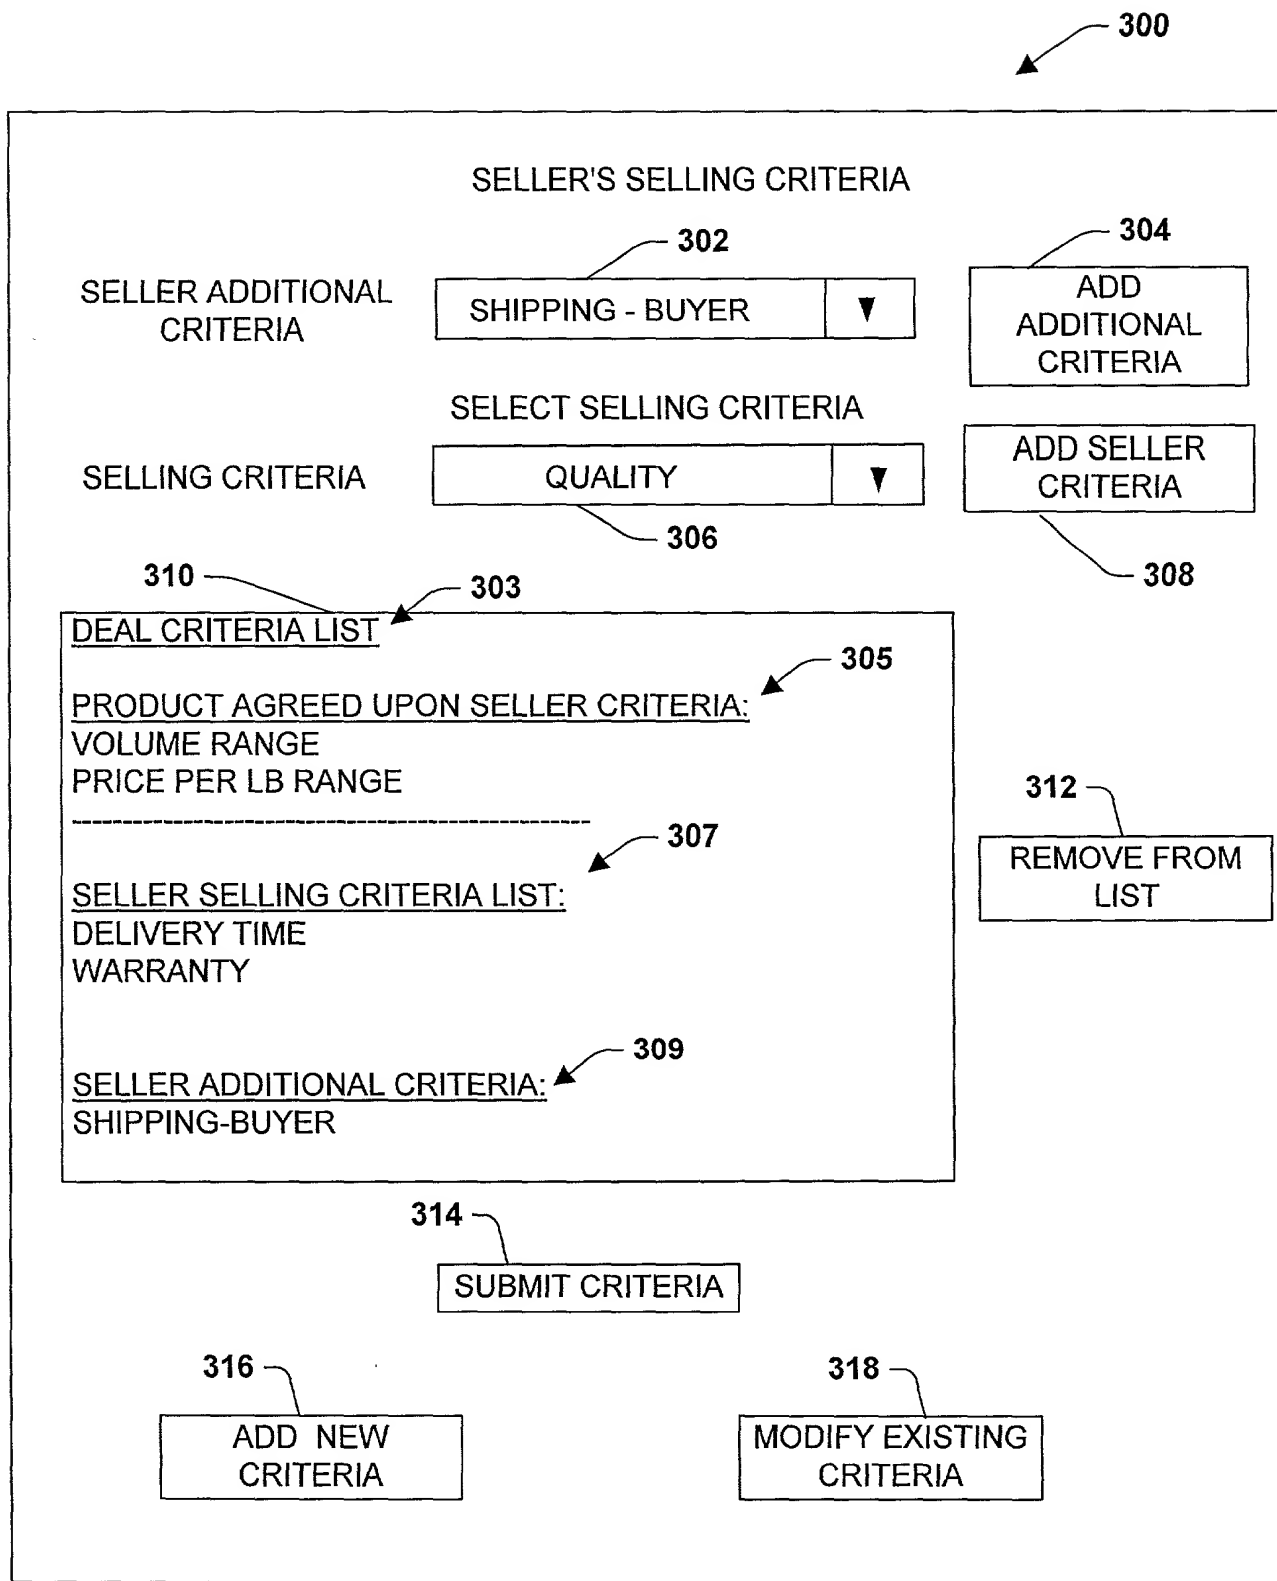 300
SELLER'S SELLING CRITERIA
302
304
SELLER ADDITIONAL
CRITERIA
SHIPPING - BUYER
ADD
ADDITIONAL
CRITERIA
SELECT SELLING CRITERIA
SELLING CRITERIA
QUALITY
ADD SELLER
CRITERIA
306
308
310
303
DEAL CRITERIA LIST
305
PRODUCT AGREED UPON SELLER CRITERIA:
VOLUME RANGE
PRICE PER LB RANGE
312
307
REMOVE FROM
LIST
SELLER SELLING CRITERIA LIST:
DELIVERY TIME
WARRANTY
309
SELLER ADDITIONAL CRITERIA:
SHIPPING-BUYER
314
SUBMIT CRITERIA
316
318
ADD NEW
CRITERIA
MODIFY EXISTING
CRITERIA